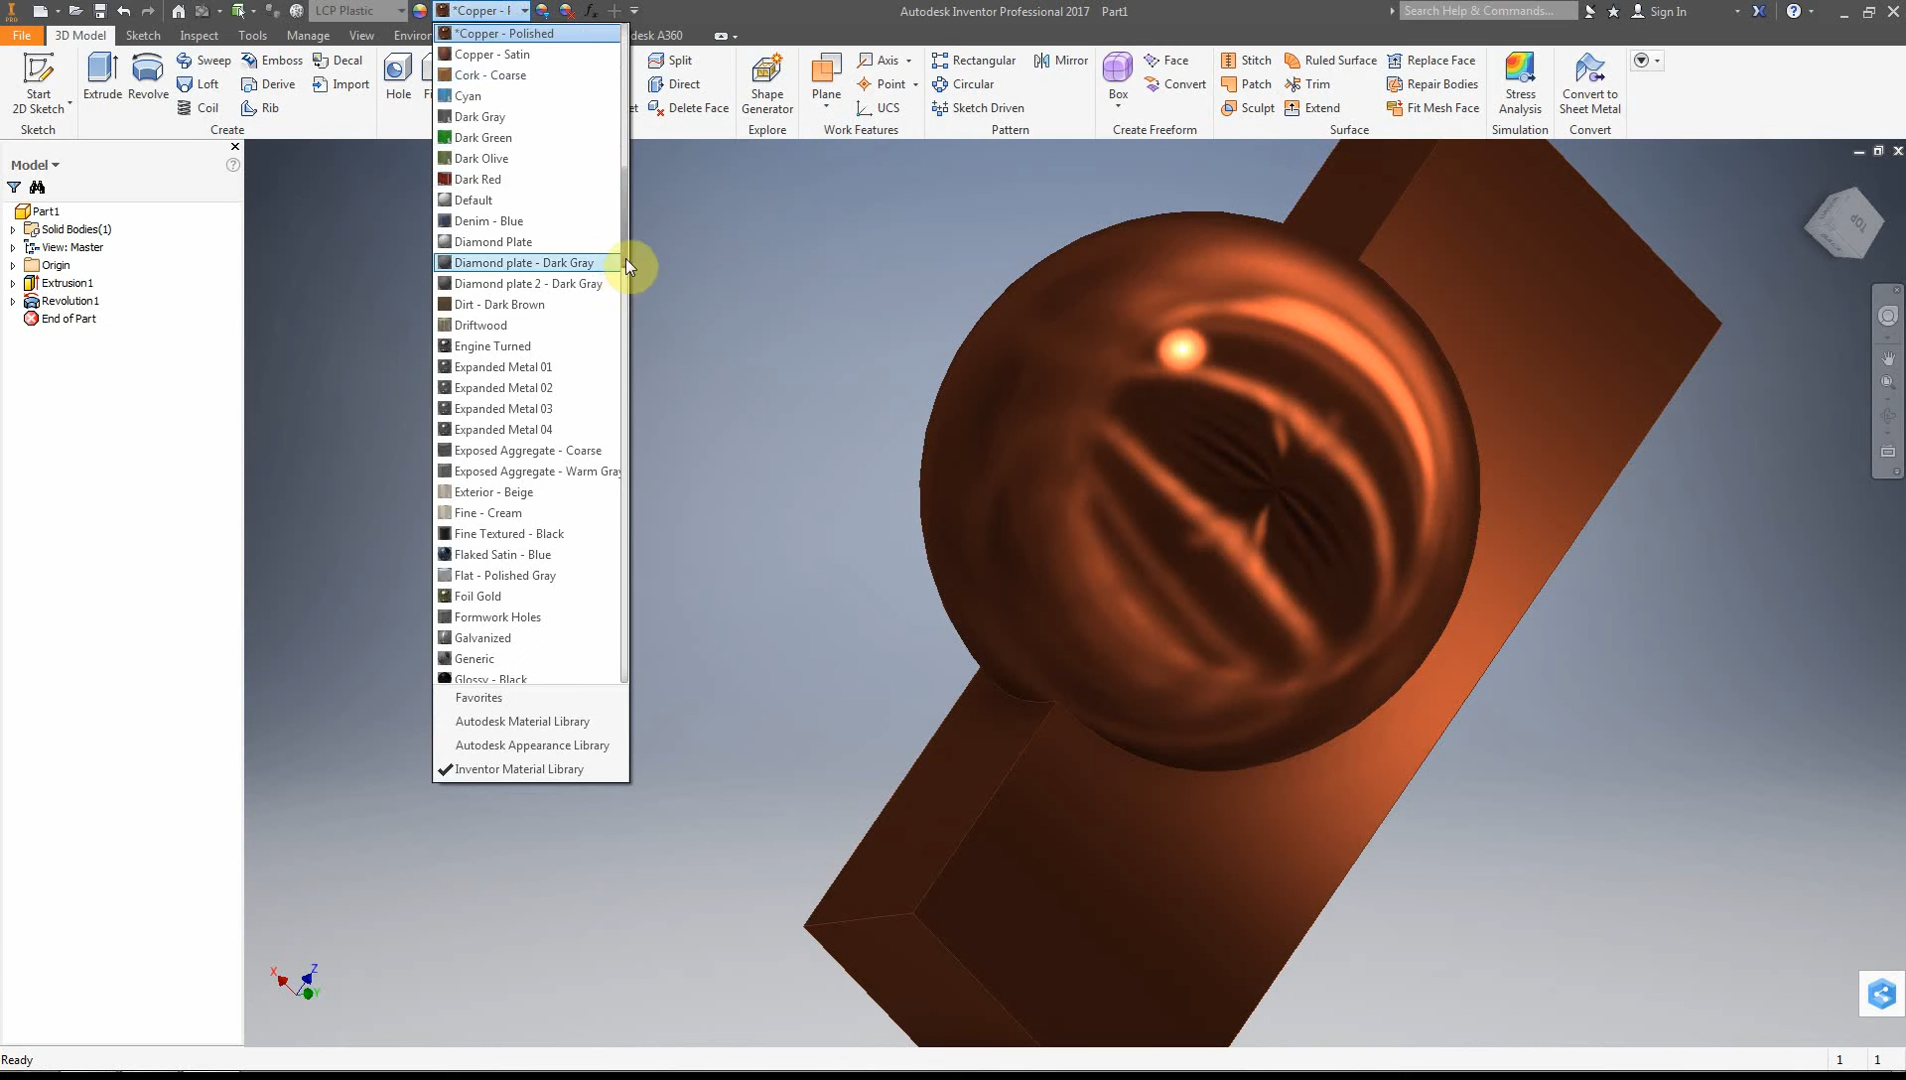 LCP Plastic
*Copper - F
Autodesk Inventor Professional 2017 Part1
Search Help & Commands...
Sign In
File
3D Model
Sketch
Inspect
Tools
Manage
View
Environ
desk A360
PRO
Start
2D Sketch
Sketch
Extrude
Revolve
Sweep
Emboss
Decal
Loft
Derive
Import
Coil
Rib
Create
Hole
Fi
Split
Direct
et
Delete Face
Shape
Generator
Explore
Plane
Axis
Point
UCS
Work Features
Rectangular
Mirror
Circular
Sketch Driven
Pattern
Box
Face
Convert
Create Freeform
Stitch
Ruled Surface
Replace Face
Patch
Trim
Repair Bodies
Sculpt
Extend
Fit Mesh Face
Surface
Stress
Analysis
Simulation
Convert to
Sheet Metal
Convert
Model
Part1
Solid Bodies(1)
View: Master
Origin
Extrusion1
Revolution1
End of Part
*Copper - Polished
Copper - Satin
Cork - Coarse
Cyan
Dark Gray
Dark Green
Dark Olive
Dark Red
Default
Denim - Blue
Diamond Plate
Diamond plate - Dark Gray
Diamond plate 2 - Dark Gray
Dirt - Dark Brown
Driftwood
Engine Turned
Expanded Metal 01
Expanded Metal 02
Expanded Metal 03
Expanded Metal 04
Exposed Aggregate - Coarse
Exposed Aggregate - Warm Gray
Exterior - Beige
Fine - Cream
Fine Textured - Black
Flaked Satin - Blue
Flat - Polished Gray
Foil Gold
Formwork Holes
Galvanized
Generic
Glossy - Black
Favorites
Autodesk Material Library
Autodesk Appearance Library
Inventor Material Library
TOP
X
Z
Y
Ready
1 1